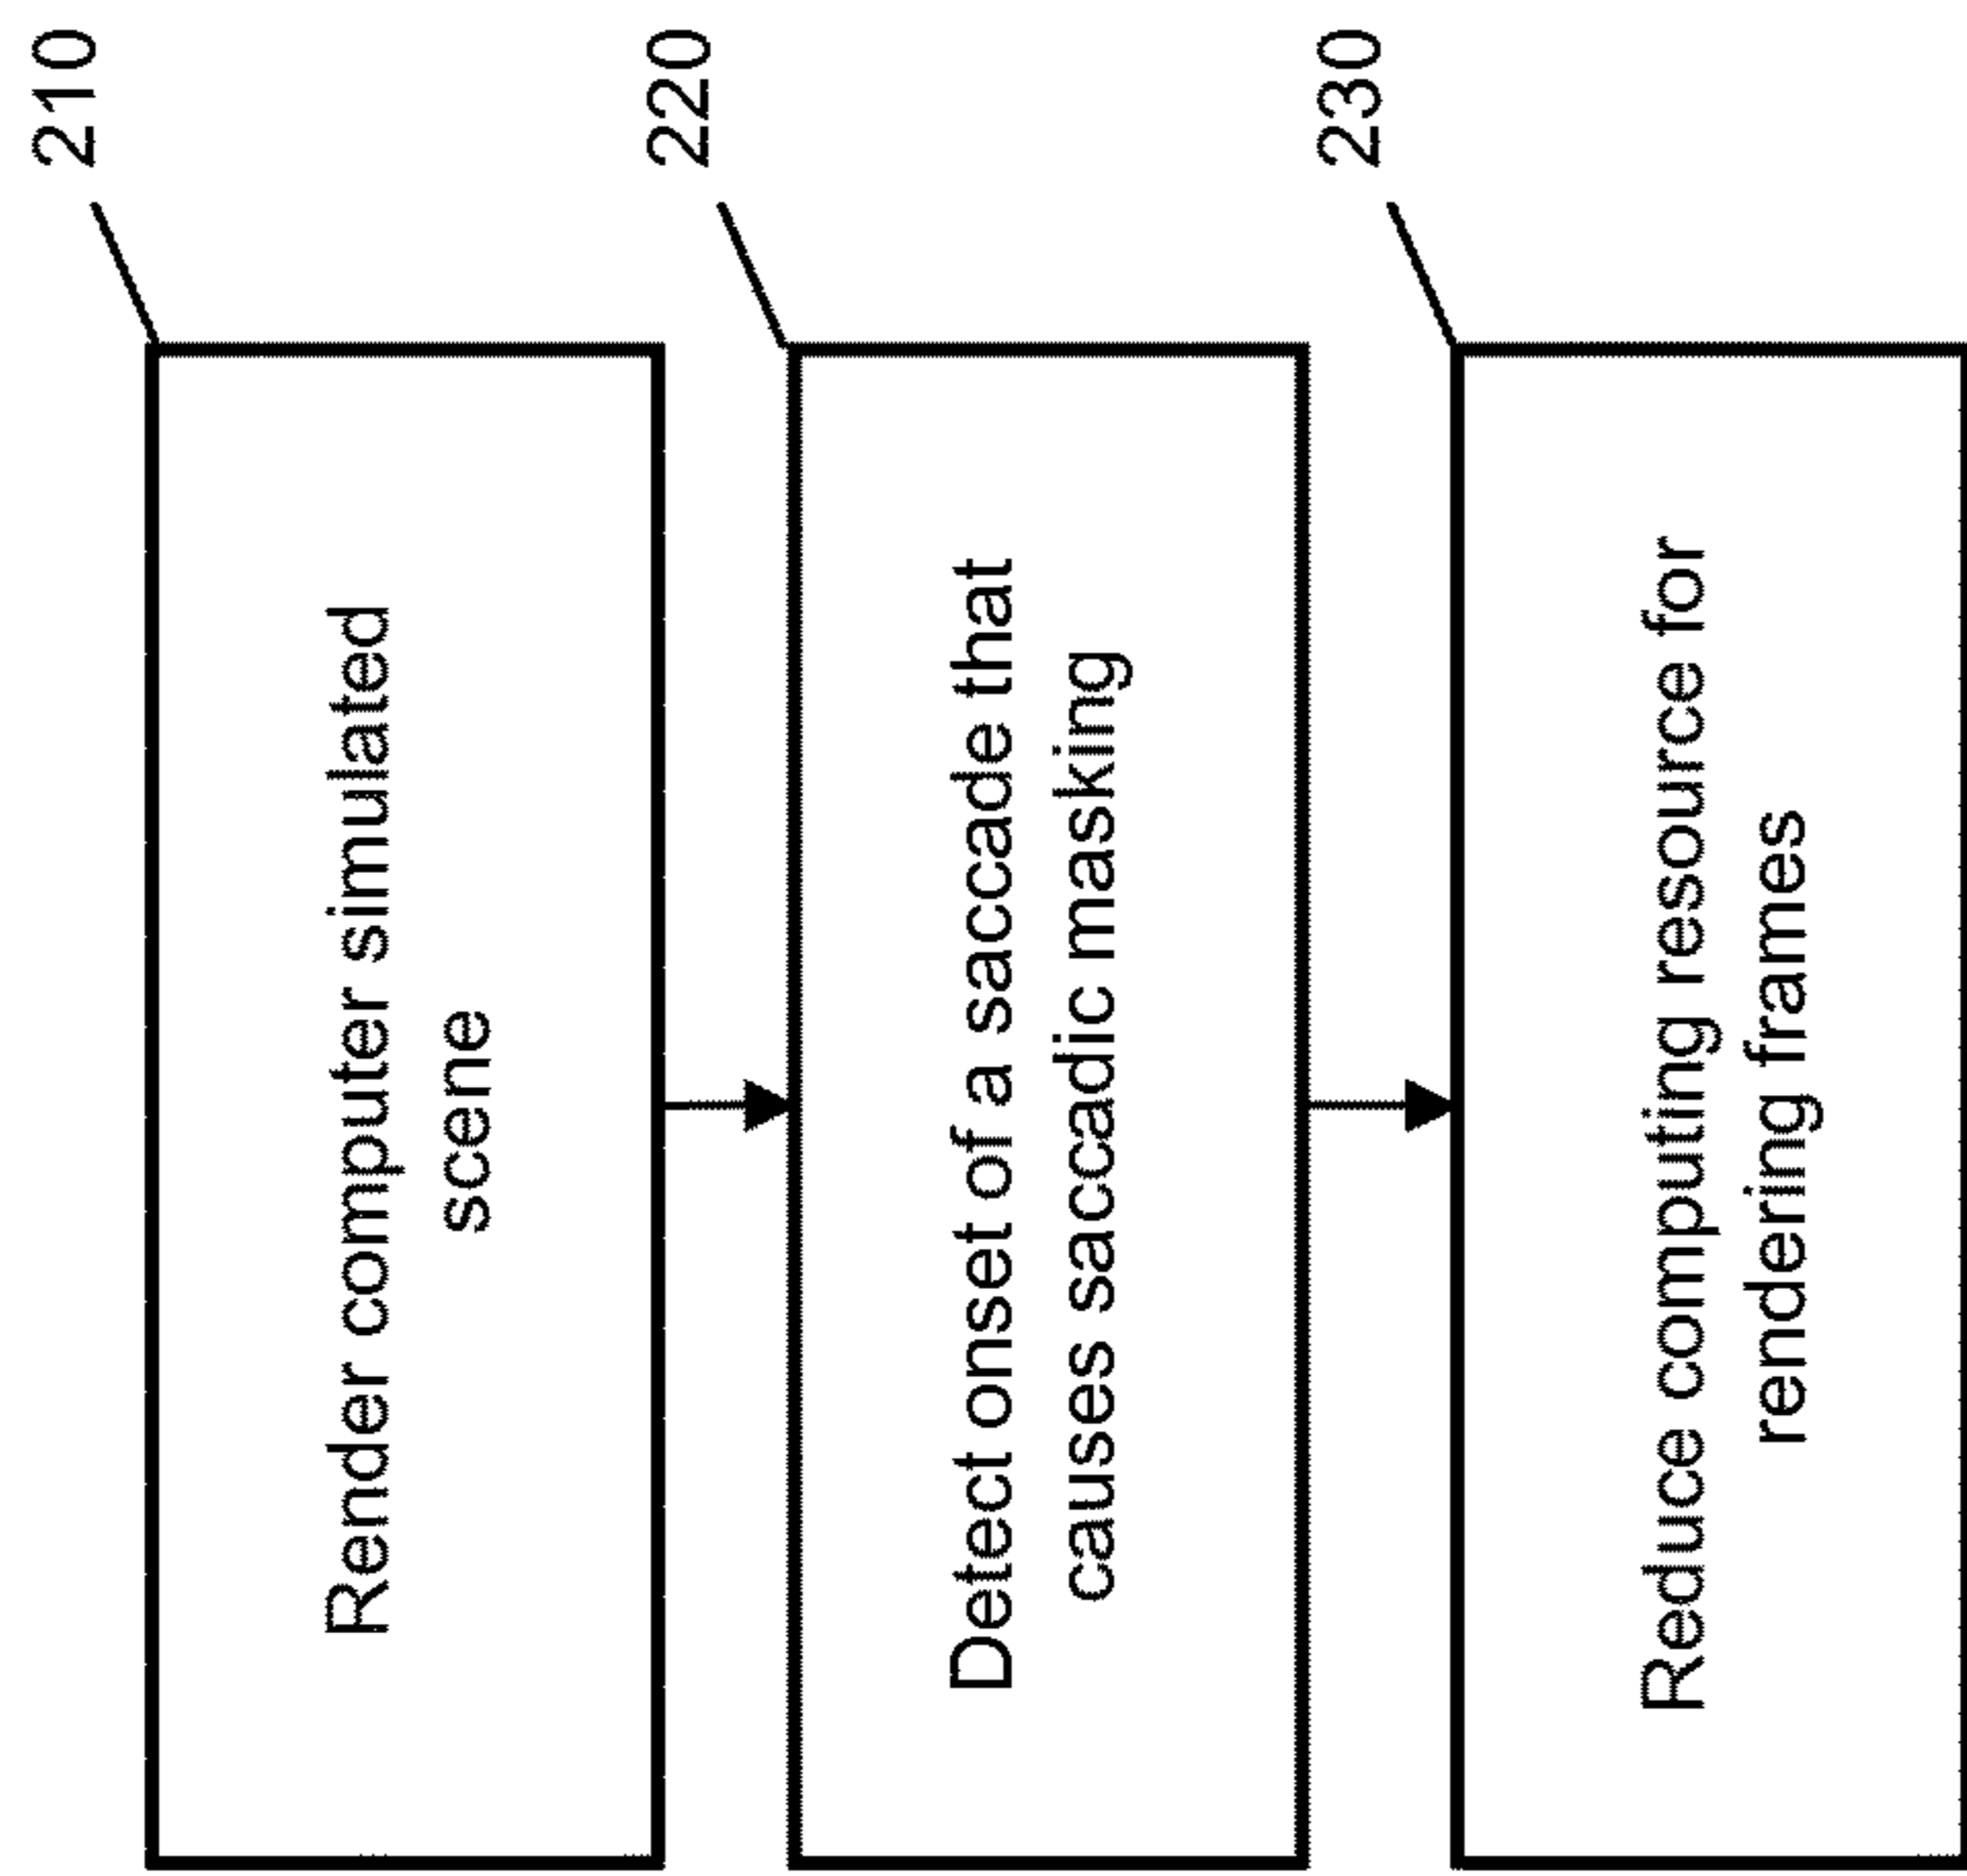 210
Render computer simulated
scene
220
Detect onset of a saccade that
causes saccadic masking
230
Reduce computing resource for
rendering frames